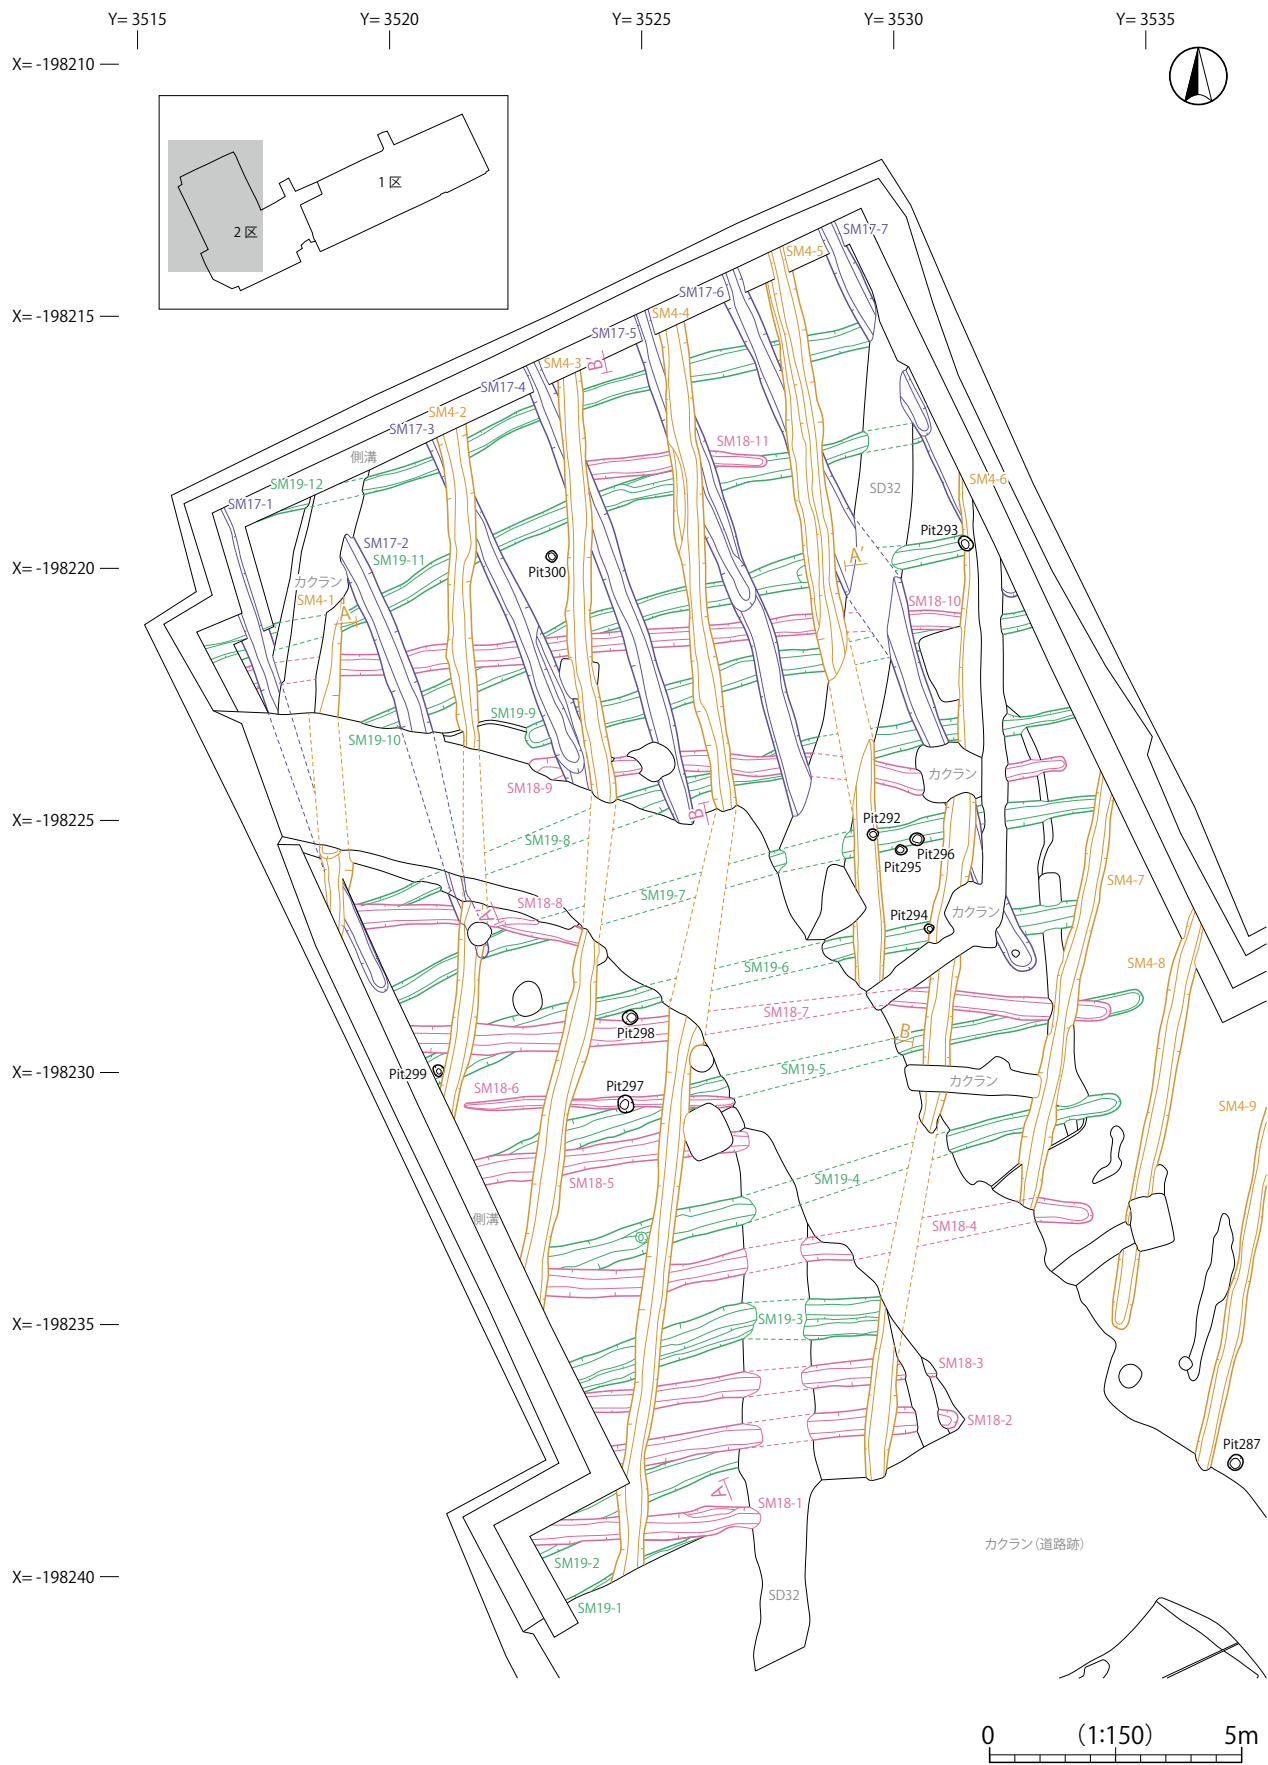 Y= 3515
Y= 3520
Y= 3525
Y= 3530
Y= 3535
X= -198210
1 区
2 区
SM17-7
SM4-5
SM17-6
X= -198215
SM4-4
SM17-5
B'
SM4-3
SM17-4
SM4-2
SM17-3
SM18-11
側溝
SM4-6
SM19-12
SD32
SM17-1
Pit293
SM17-2
A'
SM19-11
X= -198220
Pit300
カクラン
SM4-1
SM18-10
A
SM19-9
SM19-10
カクラン
SM18-9
B
Pit292
X= -198225
SM19-8
Pit296
Pit295
SM4-7
SM19-7
SM18-8
A'
Pit294
カクラン
SM4-8
SM19-6
SM18-7
Pit298
B
SM19-5
X= -198230
Pit299
カクラン
SM18-6
Pit297
SM4-9
SM18-5
SM19-4
側溝
SM18-4
X= -198235
SM19-3
SM18-3
SM18-2
Pit287
A
SM18-1
カクラン（道路跡）
SM19-2
X= -198240
SD32
SM19-1
0
(1:150)
5m